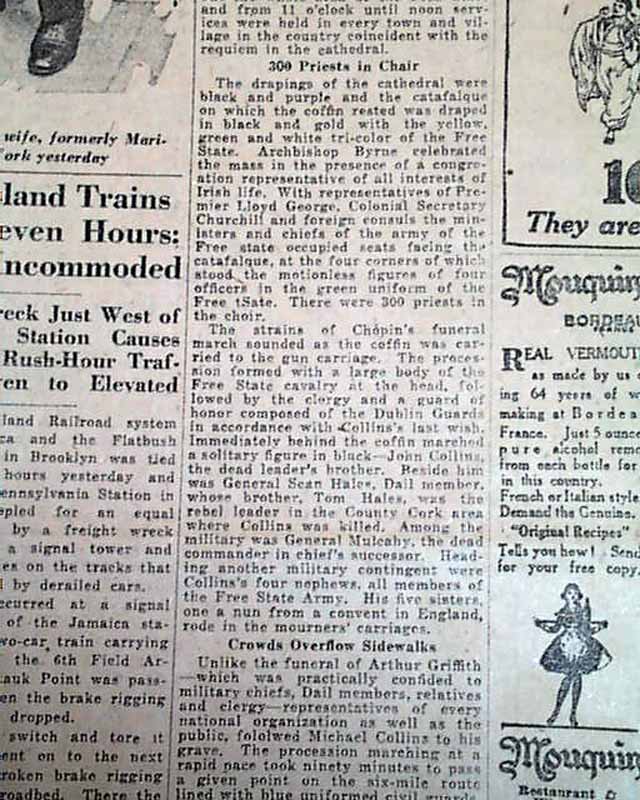 wife, formerly Mari-
ork yesterday
land Trains
even Hours:
ncommoded
reck Just West of
Station Causes
Rush-Hour Traf-
en to Elevated
land Railroad system
ca and the Flatbush
in Brooklyn was tied
hours yesterday and
ennsylvania Station in
pled for an equal
by a freight wreck
a signal tower and
es on the tracks that
by derailed cars.
ccurred at a signal
of the Jamaica sta-
wo-car train carrying
the 6th Field Ar-
auk Point was pass-
en the brake rigging
dropped.
switch and tore it
ent on to the next
roken brake rigging
roadbed. There the
and from 11 o'clock until noon serv-
ices were held in every town and vil-
lage in the country coincident with the
requiem in the cathedral.
300 Priests in Chair
The drapings of the cathedral were
black and purple and the catafalque
on which the coffin rested was draped
in black and gold with the yellow,
green and white tri-color of the Free
State. Archbishop Byrne celebrated
the mass in the presence of a congre-
ation representative of all interests of
Irish life. With representatives of Pre-
mier Lloyd George, Colonial Secretary
Churchill and foreign consuls the min-
isters and chiefs of the army of the
Free state occupied seats facing the
catafalque, at the four corners of which
stood the motionless figures of four
officers in the green uniform of the
Free tSate. There were 300 priests in
the choir.
The strains of Chopin's funeral
march sounded as the coffin was car-
ried to the gun carriage. The proces-
sion formed with a large body of the
Free State cavalry at the head, fol-
lowed by the clergy and a guard of
honor composed of the Dublin Guards
in accordance with Collins's last wish.
Immediately behind the coffin marched
a solitary figure in black—John Collins,
the dead leader's brother. Beside him
was General Sean Hales, Dail member,
whose brother, Tom Hales, was the
rebel leader in the County Cork area
where Collins was killed. Among the
military was General Mulcahy, the dead
commander in chief's successor. Head-
ing another military contingent were
Collins's four nephews, all members of
the Free State Army. His five sisters,
one a nun from a convent in England,
rode in the mourners' carriages.
Crowds Overflow Sidewalks
Unlike the funeral of Arthur Griffith
—which was practically confided to
military chiefs, Dail members, relatives
and clergy—representatives of every
national organization as well as the
public, fololwed Michael Collins to his
grave. The procession marching at a
rapid pace took ninety minutes to pass
a given point on the six-mile route
lined with blue uniformed civil guards
10
They are
Mouquin
BORDEAU
REAL VERMOUT
as made by us
ing 64 years of w
making at Borde
France. Just 5 ounce
pure alcohol remo
from each bottle for
in this country.
French or Italian style.
Demand the Genuine.
"Original Recipes"
Tells you how! Send
for your free copy.
Mouquin
Restaurant &